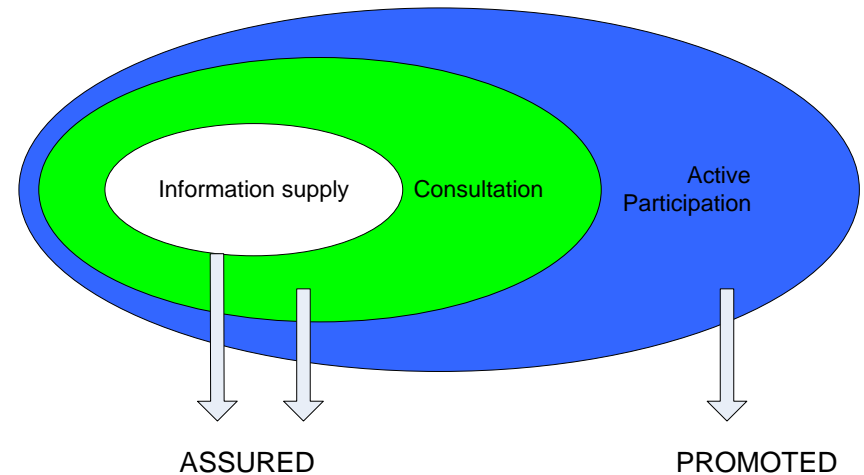 Information supply
Consultation
Active
Participation
ASSURED
PROMOTED